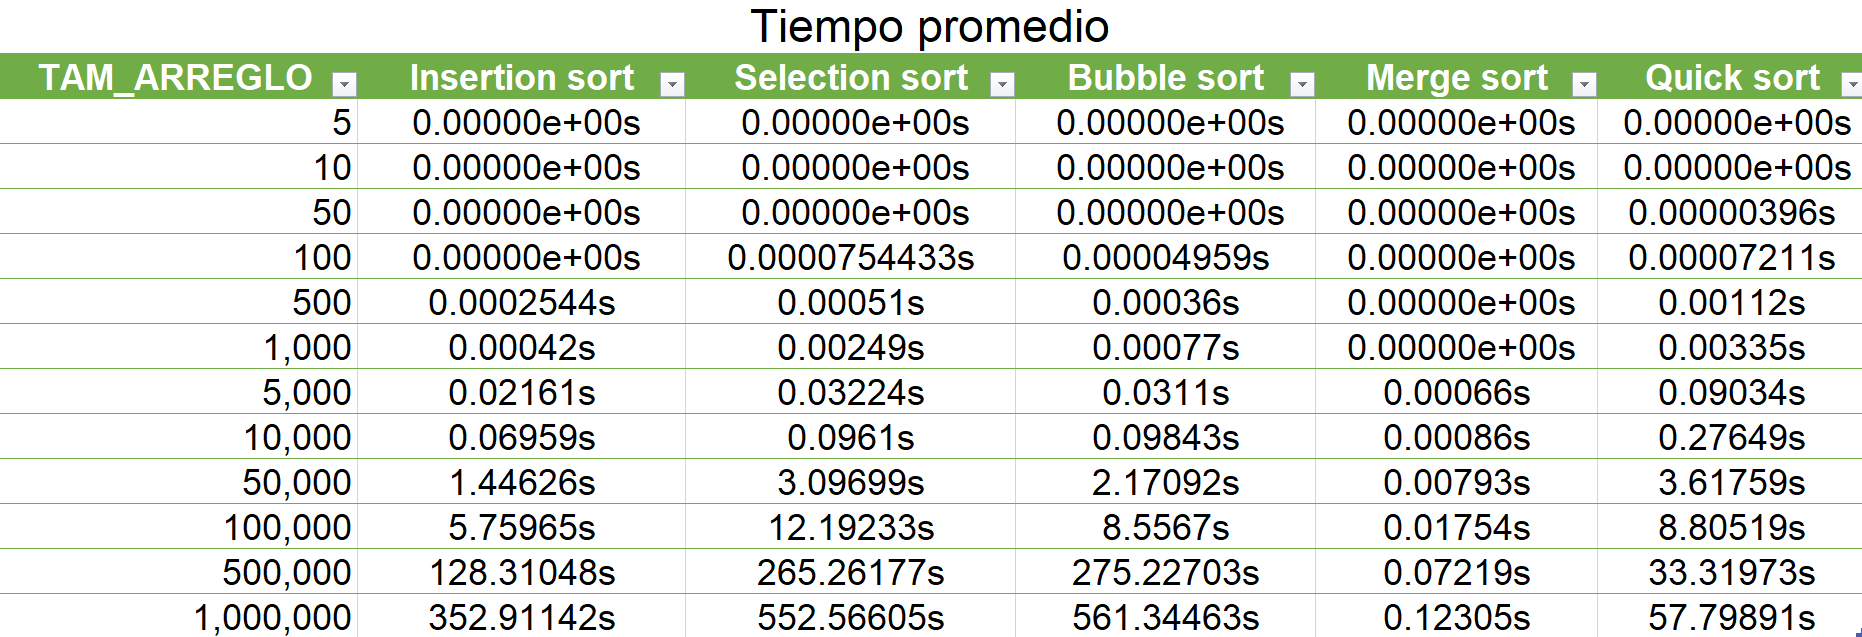 Tiempo promedio
TAM_ARREGLO Insertion sort Selection sort Bubble sort Merge sort Quick sort
5 0.00000e+00s 0.00000e+00s 0.00000e+00s 0.00000e+00s 0.00000e+00s
10 0.00000e+00s 0.00000e+00s 0.00000e+00s 0.00000e+00s 0.00000e+00s
50 0.00000e+00s 0.00000e+00s 0.00000e+00s 0.00000e+00s 0.00000396s
100 0.00000e+00s 0.0000754433s 0.00004959s 0.00000e+00s 0.00007211s
500 0.0002544s 0.00051s 0.00036s 0.00000e+00s 0.00112s
1,000 0.00042s 0.00249s 0.00077s 0.00000e+00s 0.00335s
5,000 0.02161s 0.03224s 0.0311s 0.00066s 0.09034s
10,000 0.06959s 0.0961s 0.09843s 0.00086s 0.27649s
50,000 1.44626s 3.09699s 2.17092s 0.00793s 3.61759s
100,000 5.75965s 12.19233s 8.5567s 0.01754s 8.80519s
500,000 128.31048s 265.26177s 275.22703s 0.07219s 33.31973s
1,000,000 352.91142s 552.56605s 561.34463s 0.12305s 57.79891s